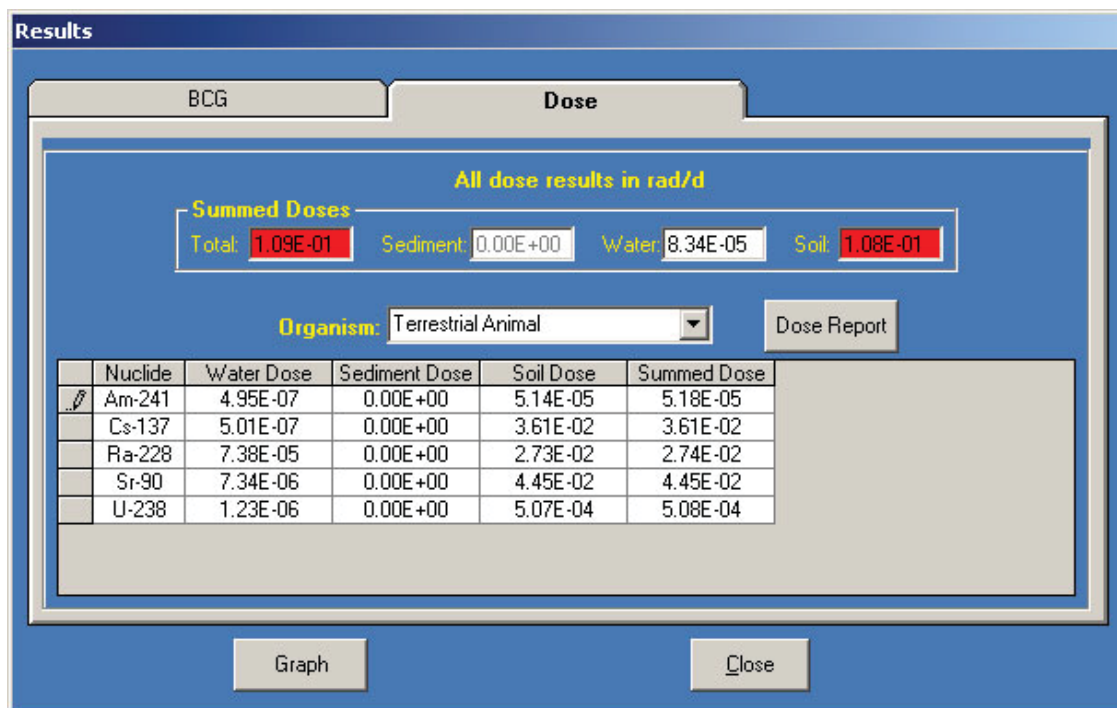 Results
BCG Dose
All dose results in rad/d
Summed Doses
Total: 1.09E-01 Sediment: 0.00E+00 Water: 8.34E-05 Soil: 1.08E-01
Organism: Terrestrial Animal Dose Report
Nuclide Water Dose Sediment Dose Soil Dose Summed Dose
Am-241 4.95E-07 0.00E+00 5.14E-05 5.18E-05
Cs-137 5.01E-07 0.00E+00 3.61E-02 3.61E-02
Ra-228 7.38E-05 0.00E+00 2.73E-02 2.74E-02
Sr-90 7.34E-06 0.00E+00 4.45E-02 4.45E-02
U-238 1.23E-06 0.00E+00 5.07E-04 5.08E-04
Graph Close